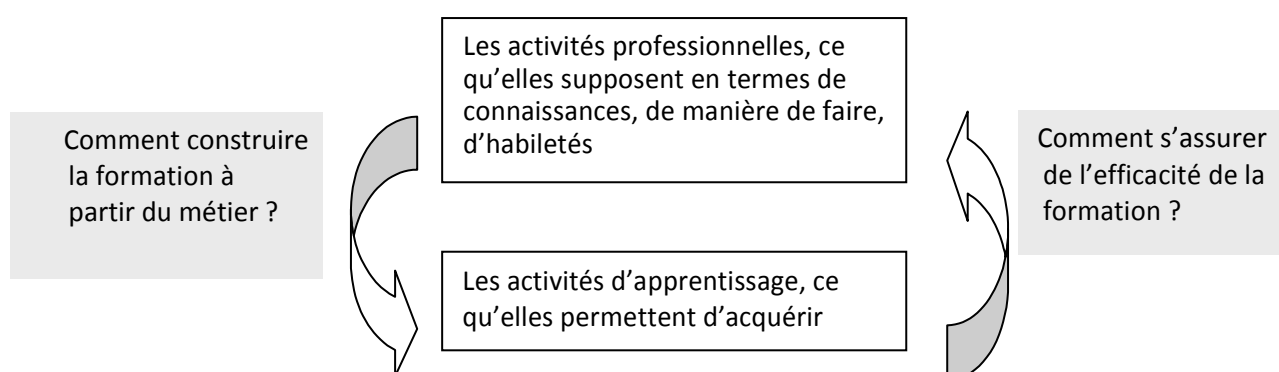 Les activités professionnelles, ce
qu’elles supposent en termes de
connaissances, de manière de faire,
d’habiletés
Comment construire
la formation à
partir du métier ?
Comment s’assurer
de l’efficacité de la
formation ?
Les activités d’apprentissage, ce
qu’elles permettent d’acquérir